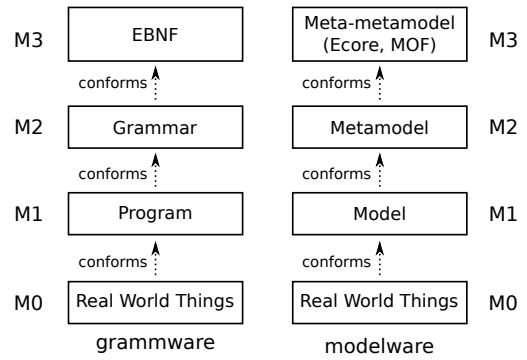 M3
EBNF
Meta-metamodel
(Ecore, MOF)
M3
conforms
conforms
M2
Grammar
Metamodel
M2
conforms
conforms
M1
Program
Model
M1
conforms
conforms
M0
Real World Things
Real World Things
M0
grammware
modelware